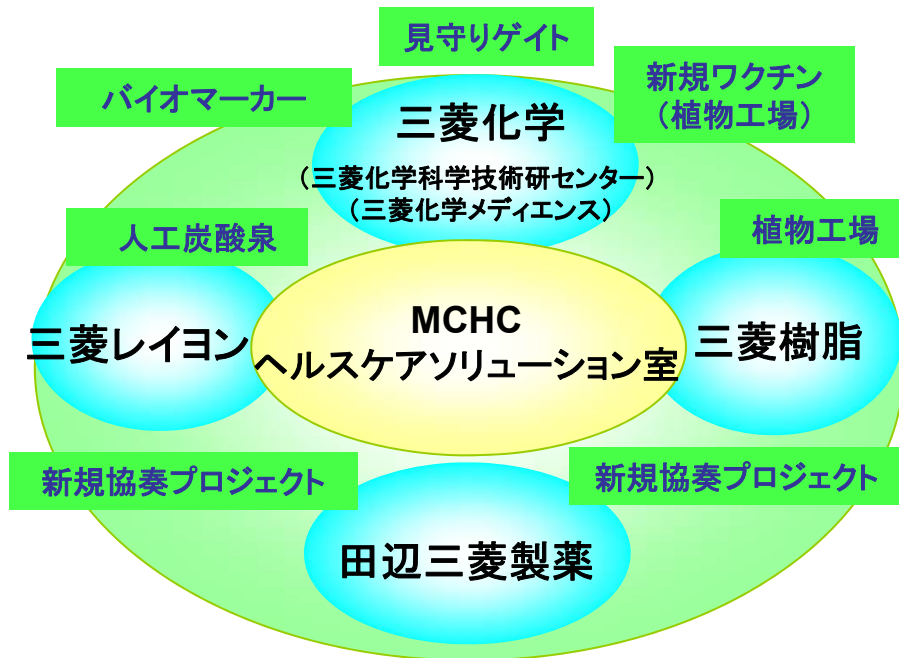 見守りゲイト
バイオマーカー
新規ワクチン
(植物工場)
三菱化学
(三菱化学科学技術研センター)
(三菱化学メディエンス)
人工炭酸泉
植物工場
三菱レイヨン
MCHC
ヘルスケアソリューション室
三菱樹脂
新規協奏プロジェクト
新規協奏プロジェクト
田辺三菱製薬